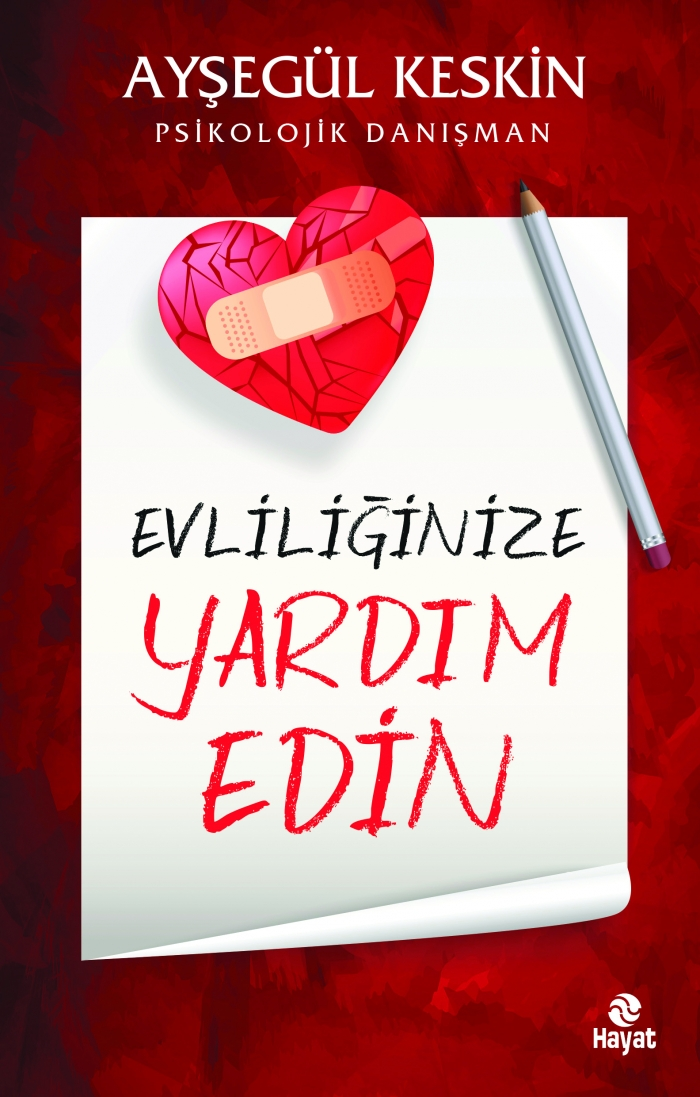 AYŞEGÜL KESKİN
PSİKOLOJİK DANIŞMAN
EVLİLİĞİNİZE
YARDIM
EDİN
Hayat